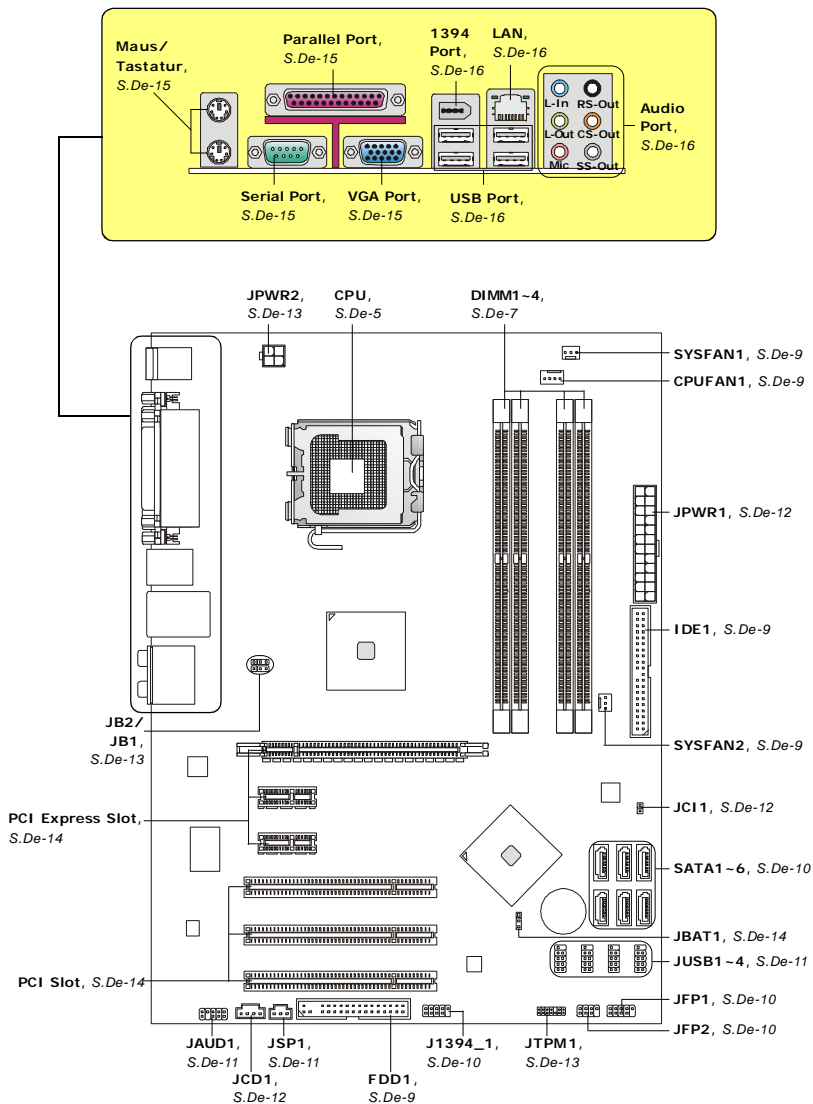 Maus/
Tastatur,
S.De-15
Parallel Port,
S.De-15
1394
Port,
S.De-16
LAN,
S.De-16
L-In
RS-Out
L-Out
CS-Out
Mic
SS-Out
Audio
Port,
S.De-16
Serial Port,
S.De-15
VGA Port,
S.De-15
USB Port,
S.De-16
JPWR2,
S.De-13
CPU,
S.De-5
DIMM1~4,
S.De-7
SYSFAN1, S.De-9
CPUFAN1, S.De-9
JPWR1, S.De-12
IDE1, S.De-9
JB2/
JB1,
S.De-13
SYSFAN2, S.De-9
JCI1, S.De-12
PCI Express Slot,
S.De-14
SATA1~6, S.De-10
JBAT1, S.De-14
JUSB1~4, S.De-11
PCI Slot, S.De-14
JFP1, S.De-10
JFP2, S.De-10
JAUD1,
S.De-11
JCD1,
S.De-12
JSP1,
S.De-11
FDD1,
S.De-9
J1394_1,
S.De-10
JTPM1,
S.De-13